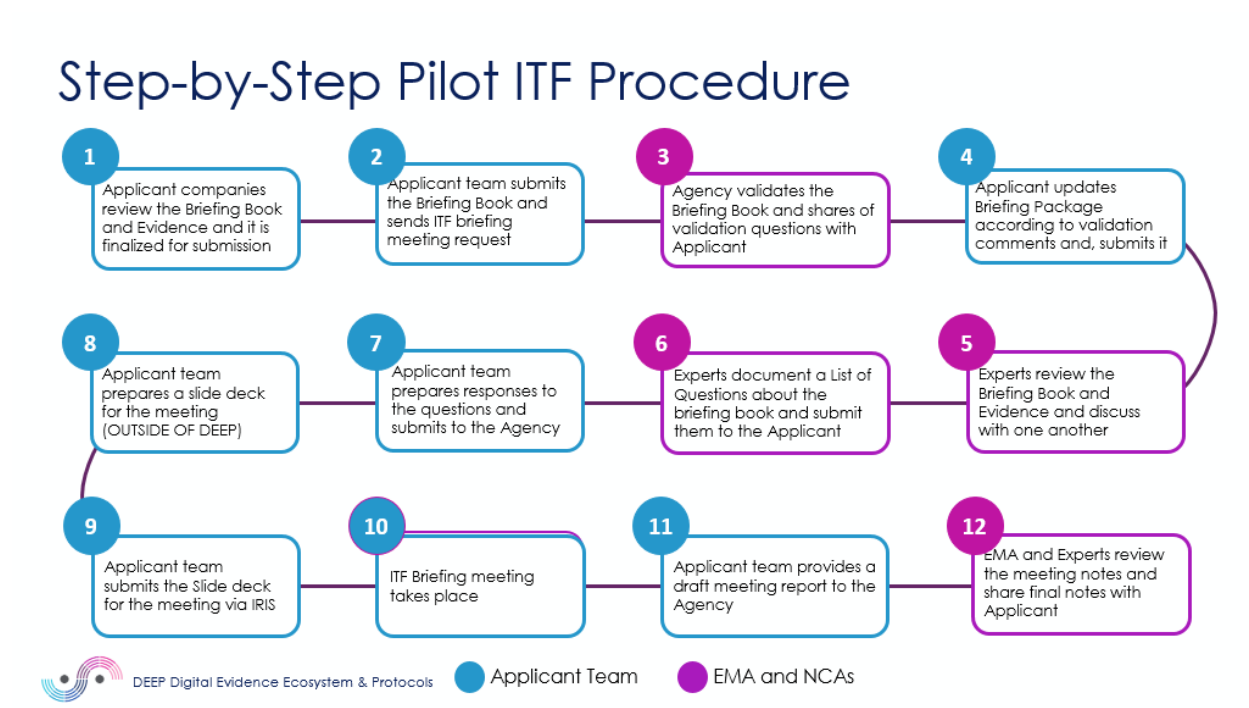 Step-by-Step Pilot ITF Procedure
1
Applicant companies
review the Briefing Book
and Evidence and it is
finalized for submission
2
Applicant team submits
the Briefing Book and
sends ITF briefing
meeting request
3
Agency validates the
Briefing Book and shares of
validation questions with
Applicant
4
Applicant updates
Briefing Package
according to validation
comments and, submits it
8
Applicant team
prepares a slide deck
for the meeting
(OUTSIDE OF DEEP)
7
Applicant team
prepares responses to
the questions and
submits to the Agency
6
Experts document a List of
Questions about the
briefing book and submit
them to the Applicant
5
Experts review the
Briefing Book and
Evidence and discuss
with one another
9
Applicant team
submits the Slide deck
for the meeting via IRIS
10
ITF Briefing meeting
takes place
11
Applicant team provides a
draft meeting report to the
Agency
12
EMA and Experts review
the meeting notes and
share final notes with
Applicant
DEEP Digital Evidence Ecosystem & Protocols
Applicant Team
EMA and NCAs